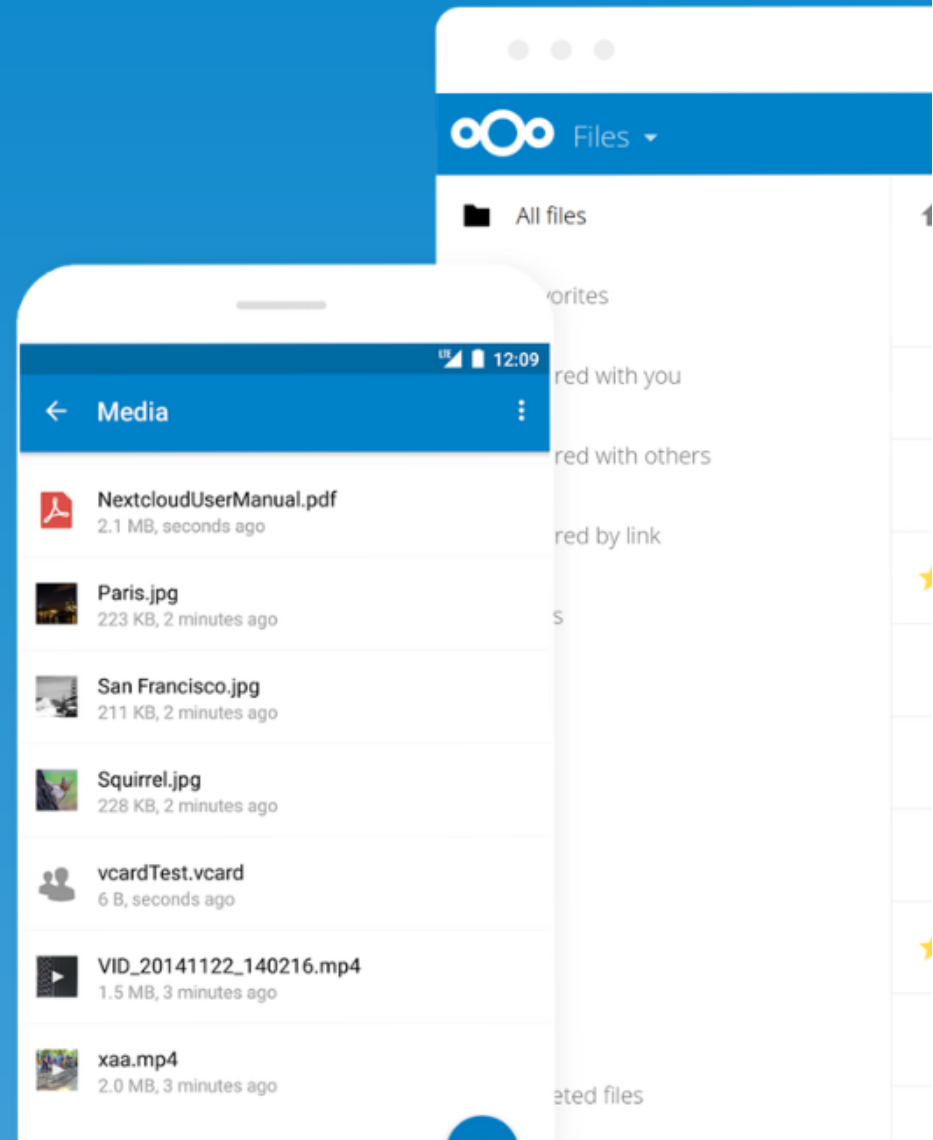 Files
All files
vorites
red with you
red with others
red by link
s
eted files
LTE 12:09
Media
NextcloudUserManual.pdf
2.1 MB, seconds ago
Paris.jpg
223 KB, 2 minutes ago
San Francisco.jpg
211 KB, 2 minutes ago
Squirrel.jpg
228 KB, 2 minutes ago
vcardTest.vcard
6 B, seconds ago
VID_20141122_140216.mp4
1.5 MB, 3 minutes ago
xaa.mp4
2.0 MB, 3 minutes ago